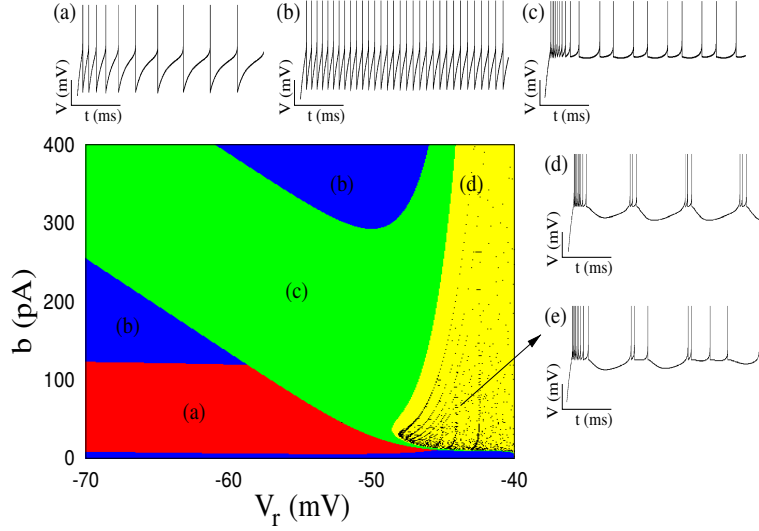 (a)
V (mV)
t (ms)
(b)
V (mV)
t (ms)
(c)
V (mV)
t (ms)
400
300
200
100
0
b (pA)
(b)
(d)
(c)
(b)
(a)
-70
-60
-50
-40
V_r (mV)
(d)
V (mV)
t (ms)
(e)
V (mV)
t (ms)